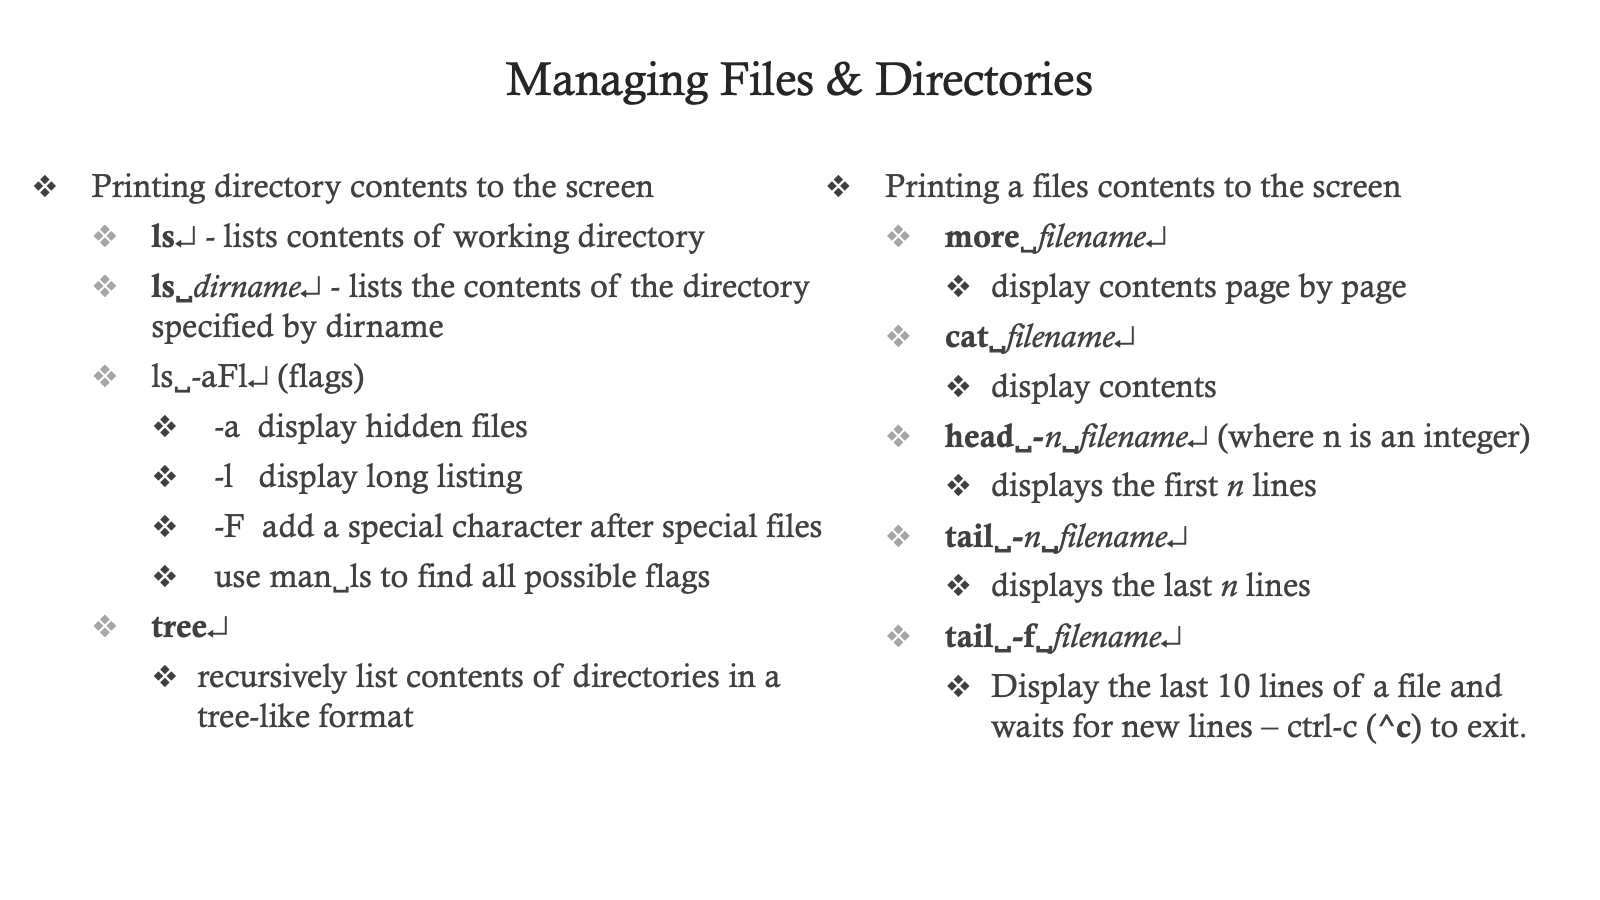 Managing Files & Directories
❖ Printing directory contents to the screen
❖ ls↵ - lists contents of working directory
❖ ls␣dirname↵ - lists the contents of the directory
specified by dirname
❖ ls␣-aFl↵ (flags)
❖ -a display hidden files
❖ -l display long listing
❖ -F add a special character after special files
❖ use man␣ls to find all possible flags
❖ tree↵
❖ recursively list contents of directories in a
tree-like format
❖ Printing a files contents to the screen
❖ more␣filename↵
❖ display contents page by page
❖ cat␣filename↵
❖ display contents
❖ head␣-n␣filename↵ (where n is an integer)
❖ displays the first n lines
❖ tail␣-n␣filename↵
❖ displays the last n lines
❖ tail␣-f␣filename↵
❖ Display the last 10 lines of a file and
waits for new lines – ctrl-c (^c) to exit.